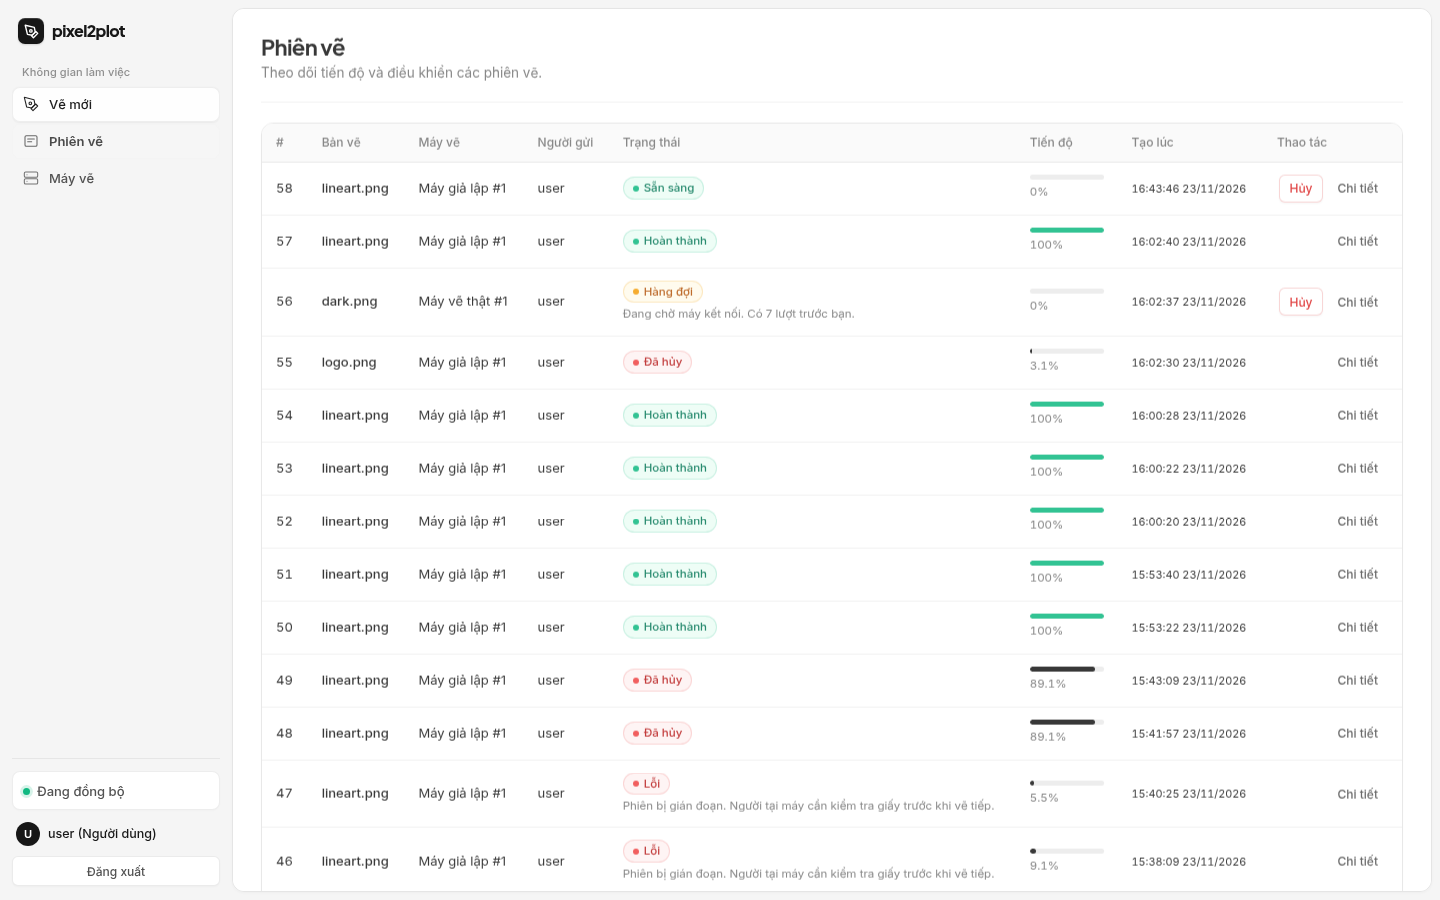 pixel2plot
Không gian làm việc
Vẽ mới
Phiên vẽ
Máy vẽ
Đang đồng bộ
U user (Người dùng)
Đăng xuất
Phiên vẽ
Theo dõi tiến độ và điều khiển các phiên vẽ.
# Bản vẽ Máy vẽ Người gửi Trạng thái Tiến độ Tạo lúc Thao tác
58 lineart.png Máy giả lập #1 user Sẵn sàng 0% 16:43:46 23/11/2026 Hủy Chi tiết
57 lineart.png Máy giả lập #1 user Hoàn thành 100% 16:02:40 23/11/2026 Chi tiết
56 dark.png Máy vẽ thật #1 user Hàng đợi 0% 16:02:37 23/11/2026 Hủy Chi tiết
Đang chờ máy kết nối. Có 7 lượt trước bạn.
55 logo.png Máy giả lập #1 user Đã hủy 3.1% 16:02:30 23/11/2026 Chi tiết
54 lineart.png Máy giả lập #1 user Hoàn thành 100% 16:00:28 23/11/2026 Chi tiết
53 lineart.png Máy giả lập #1 user Hoàn thành 100% 16:00:22 23/11/2026 Chi tiết
52 lineart.png Máy giả lập #1 user Hoàn thành 100% 16:00:20 23/11/2026 Chi tiết
51 lineart.png Máy giả lập #1 user Hoàn thành 100% 15:53:40 23/11/2026 Chi tiết
50 lineart.png Máy giả lập #1 user Hoàn thành 100% 15:53:22 23/11/2026 Chi tiết
49 lineart.png Máy giả lập #1 user Đã hủy 89.1% 15:43:09 23/11/2026 Chi tiết
48 lineart.png Máy giả lập #1 user Đã hủy 89.1% 15:41:57 23/11/2026 Chi tiết
47 lineart.png Máy giả lập #1 user Lỗi 5.5% 15:40:25 23/11/2026 Chi tiết
Phiên bị gián đoạn. Người tại máy cần kiểm tra giấy trước khi vẽ tiếp.
46 lineart.png Máy giả lập #1 user Lỗi 9.1% 15:38:09 23/11/2026 Chi tiết
Phiên bị gián đoạn. Người tại máy cần kiểm tra giấy trước khi vẽ tiếp.